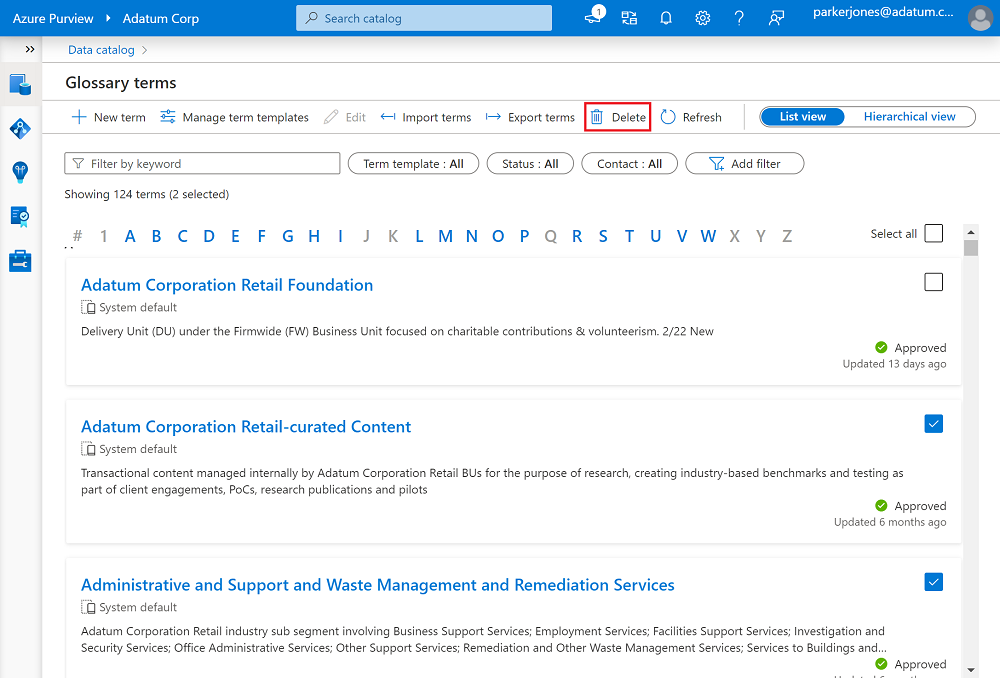 Azure Purview Adatum Corp Search catalog 1 ? parkerjones@adatum.c...
Data catalog
Glossary terms
New term Manage term templates Edit Import terms Export terms Delete Refresh List view Hierarchical view
Filter by keyword Term template : All Status : All Contact : All Add filter
Showing 124 terms (2 selected)
# 1 A B C D E F G H I J K L M N O P Q R S T U V W X Y Z Select all
Adatum Corporation Retail Foundation
System default
Delivery Unit (DU) under the Firmwide (FW) Business Unit focused on charitable contributions & volunteerism. 2/22 New
Approved
Updated 13 days ago
Adatum Corporation Retail-curated Content
System default
Transactional content managed internally by Adatum Corporation Retail BUs for the purpose of research, creating industry-based benchmarks and testing as
part of client engagements, PoCs, research publications and pilots
Approved
Updated 6 months ago
Administrative and Support and Waste Management and Remediation Services
System default
Adatum Corporation Retail industry sub segment involving Business Support Services; Employment Services; Facilities Support Services; Investigation and
Security Services; Office Administrative Services; Other Support Services; Remediation and Other Waste Management Services; Services to Buildings and...
Approved